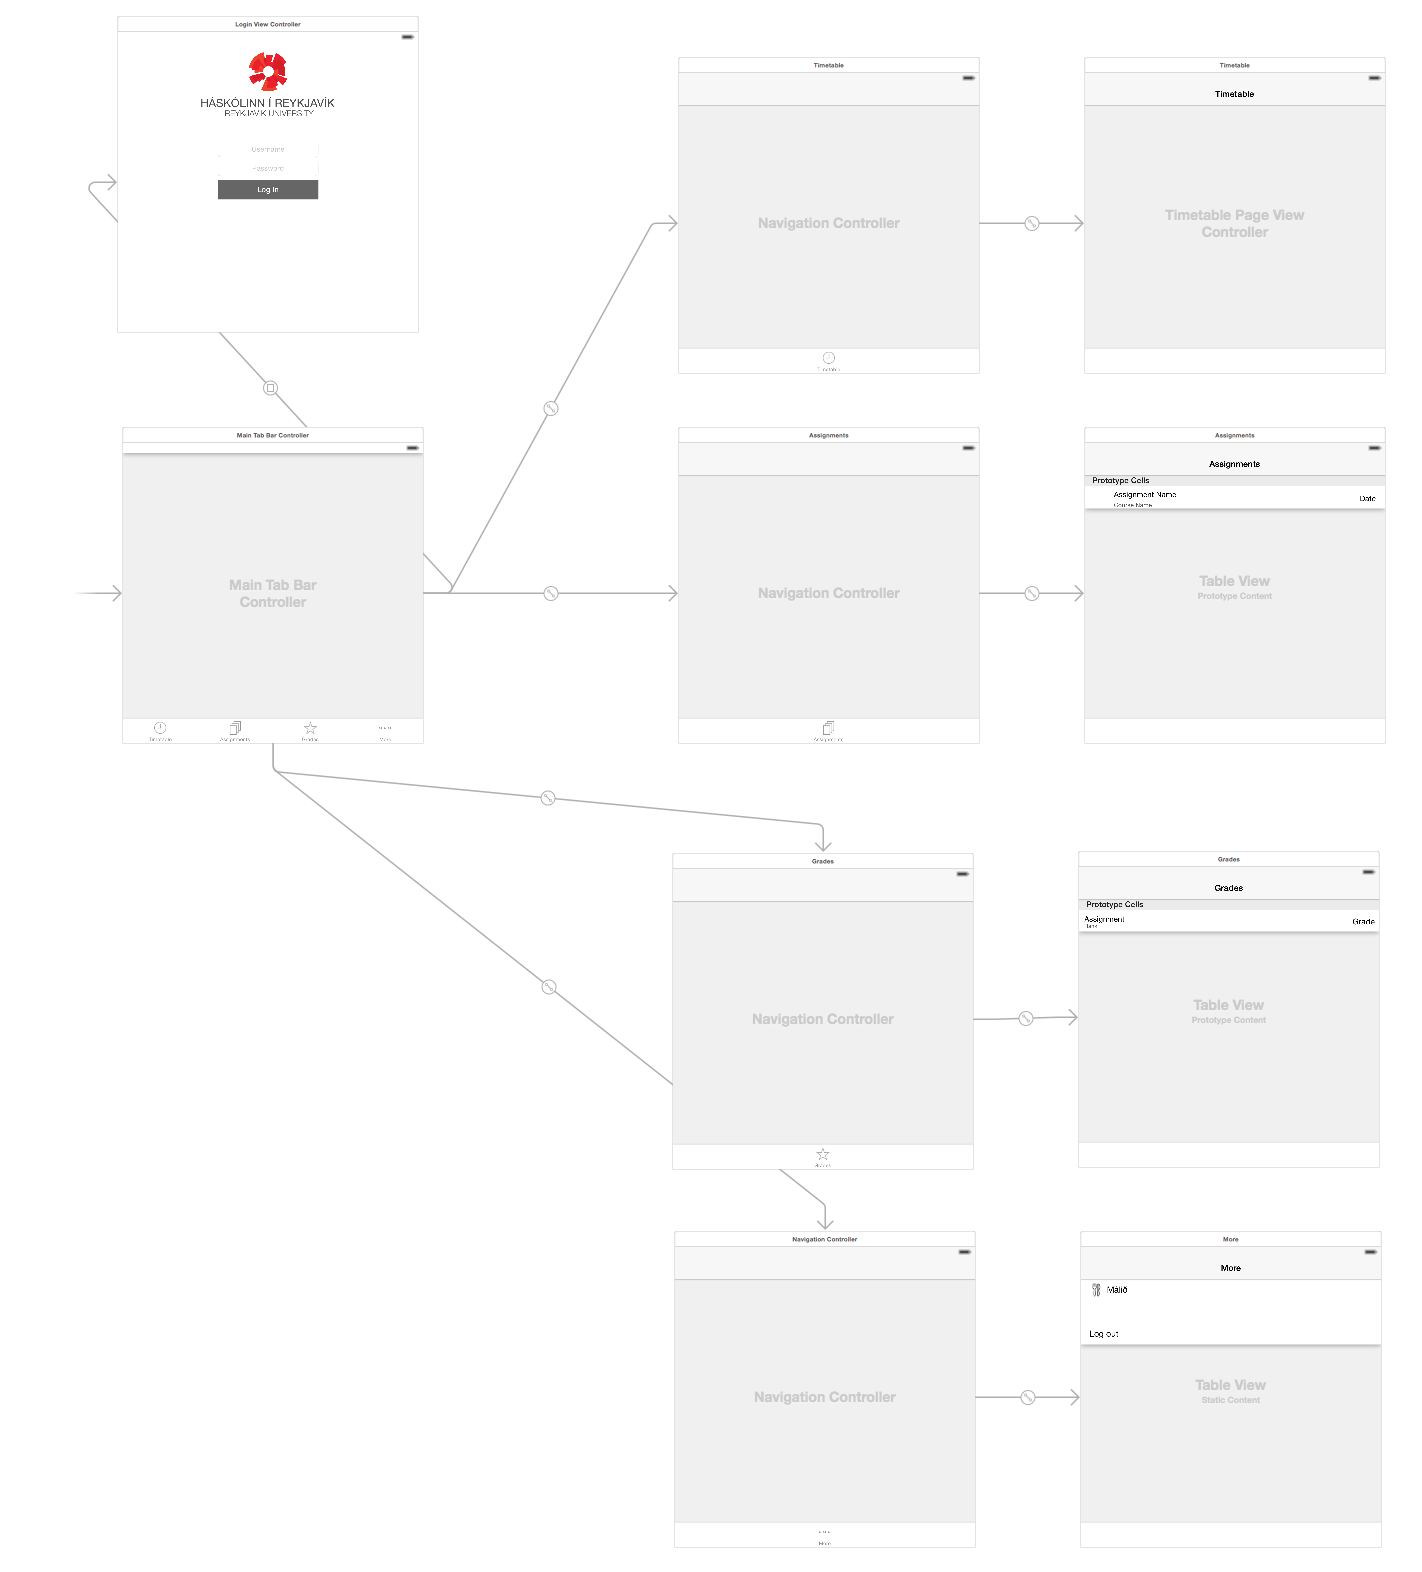 Login View Controller
HÁSKÓLINN Í REYKJAVÍK
REYKJAVIK UNIVERSITY
Username
Password
Log In
Timetable
Navigation Controller
Timetable
Timetable
Timetable
Timetable Page View
Controller
Main Tab Bar Controller
Main Tab Bar
Controller
Timetable
Assignments
Grades
More
Assignments
Navigation Controller
Assignments
Assignments
Assignments
Prototype Cells
Assignment Name
Date
Course Name
Table View
Prototype Content
Grades
Navigation Controller
Grades
Grades
Grades
Prototype Cells
Assignment
Grade
Table View
Prototype Content
Navigation Controller
Navigation Controller
More
More
More
Málið
Log out
Table View
Static Content